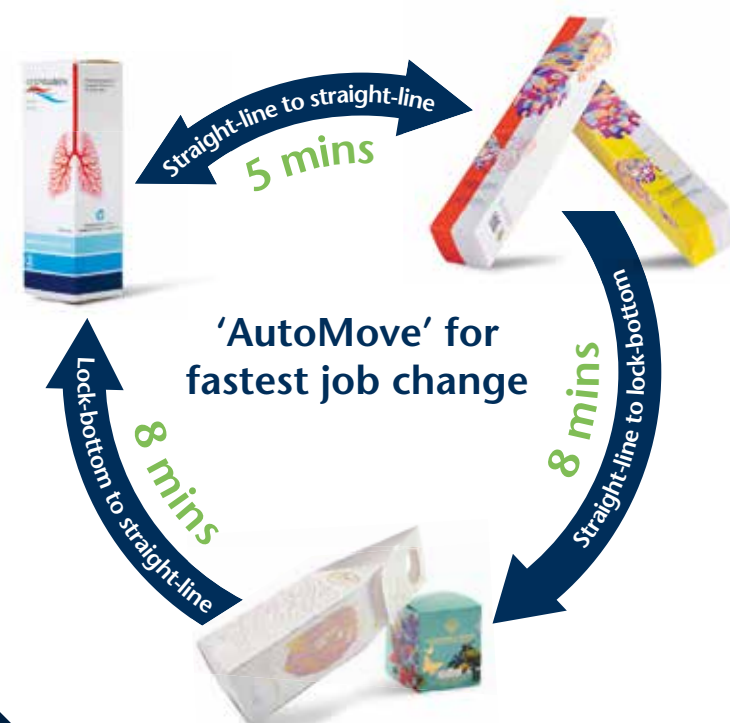 Straight-line to straight-line
5 mins
'AutoMove' for
fastest job change
Straight-line to lock-bottom
8 mins
Lock-bottom to straight-line
8 mins